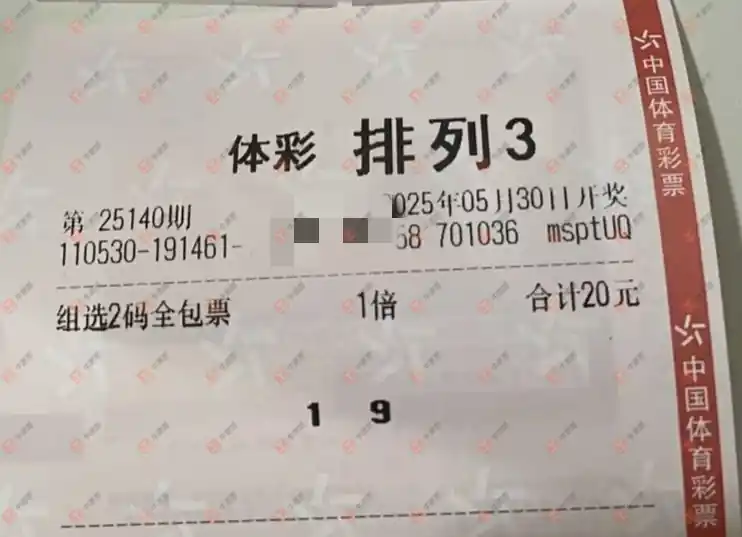 体彩 排列3
第 25140期
025年05月30日开奖
110530-191461-
58 701036 msptUQ
组选2码全包票 1倍 合计20元
1 9
中国体育彩票
中国体育彩票